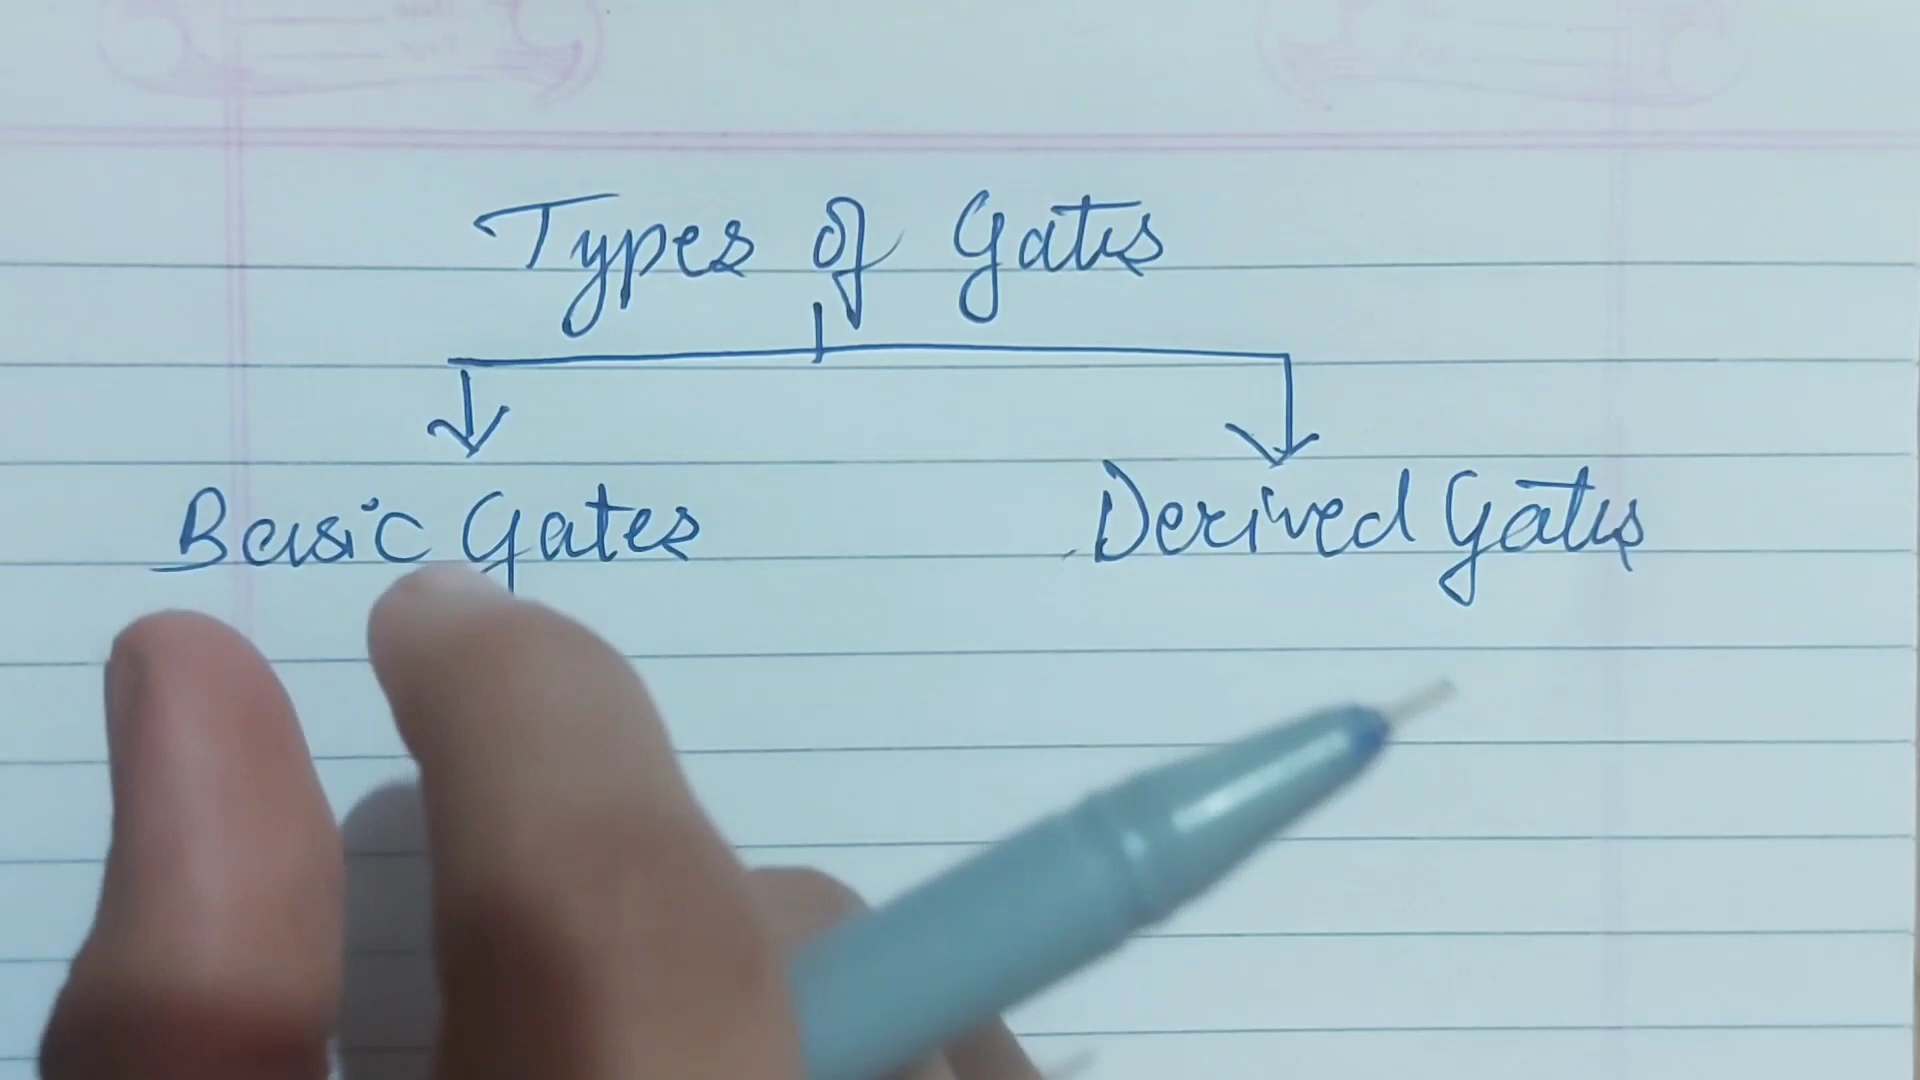 Types of Gates
Basic Gates
Derived Gates